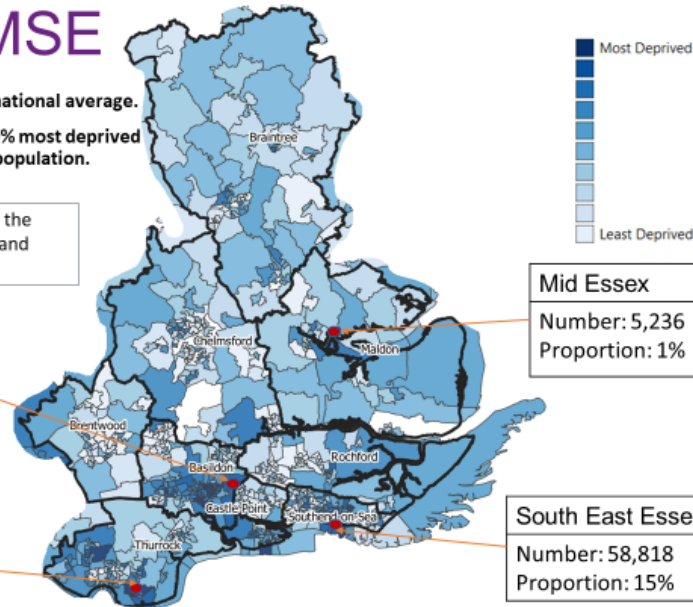 MSE
national average.
% most deprived
population.
the
and
Most Deprived
Least Deprived
Braintree
Mid Essex
Number: 5,236
Proportion: 1%
Chelmsford
Maldon
Brentwood
Basildon
Rochford
Castle Point
Southend-on-Sea
Thurrock
South East Esse
Number: 58,818
Proportion: 15%